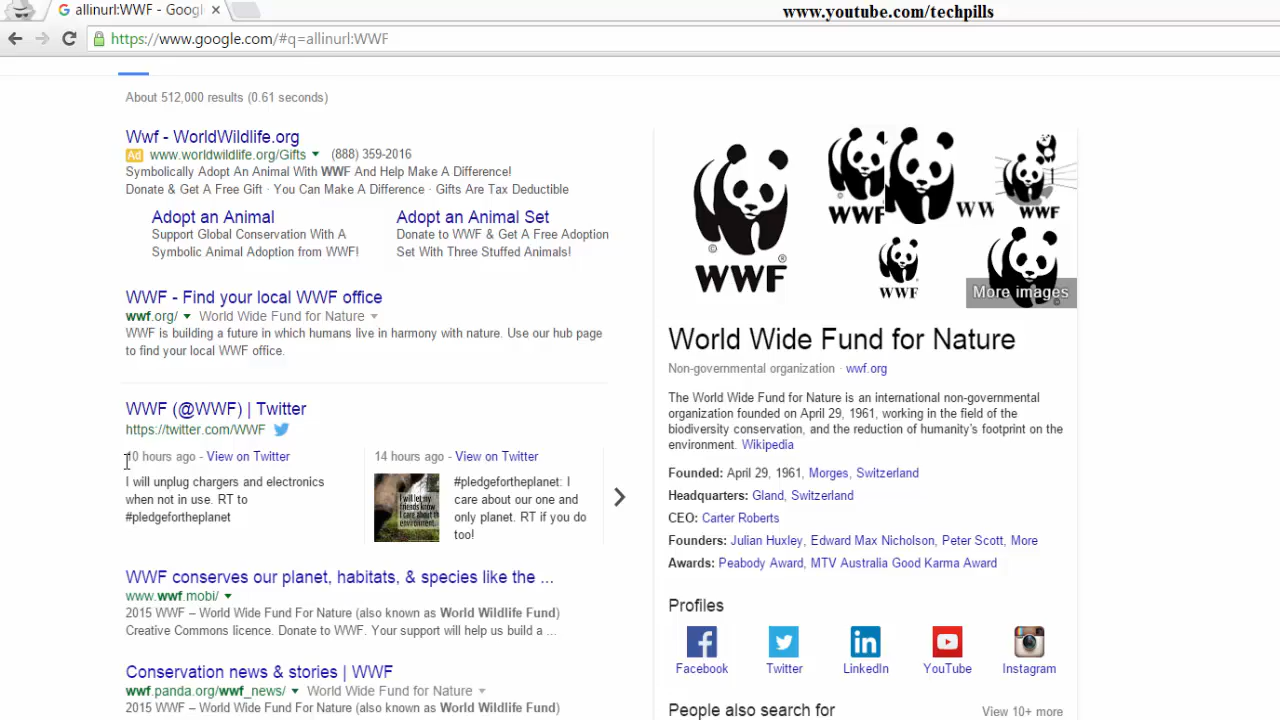 allinurl:WWF - Googl
www.youtube.com/techpills
https://www.google.com/#q=allinurl:WWF
About 512,000 results (0.61 seconds)
Wwf - WorldWildlife.org
Ad www.worldwildlife.org/Gifts (888) 359-2016
Symbolically Adopt An Animal With WWF And Help Make A Difference!
Donate & Get A Free Gift · You Can Make A Difference · Gifts Are Tax Deductible
Adopt an Animal
Support Global Conservation With A
Symbolic Animal Adoption from WWF!
Adopt an Animal Set
Donate to WWF & Get A Free Adoption
Set With Three Stuffed Animals!
WWF - Find your local WWF office
wwf.org/ World Wide Fund for Nature
WWF is building a future in which humans live in harmony with nature. Use our hub page
to find your local WWF office.
WWF (@WWF) | Twitter
https://twitter.com/WWF
10 hours ago - View on Twitter
I will unplug chargers and electronics
when not in use. RT to
#pledgefortheplanet
14 hours ago - View on Twitter
I will let my
friends know
I care about the
environment.
#pledgefortheplanet: I
care about our one and
only planet. RT if you do
too!
WWF conserves our planet, habitats, & species like the ...
www.wwf.mobi/
2015 WWF – World Wide Fund For Nature (also known as World Wildlife Fund)
Creative Commons licence. Donate to WWF. Your support will help us build a ...
Conservation news & stories | WWF
wwf.panda.org/wwf_news/ World Wide Fund for Nature
2015 WWF – World Wide Fund For Nature (also known as World Wildlife Fund)
© ®
WWF
WWF
WW
WWF
WWF
More images
World Wide Fund for Nature
Non-governmental organization · wwf.org
The World Wide Fund for Nature is an international non-governmental
organization founded on April 29, 1961, working in the field of the
biodiversity conservation, and the reduction of humanity's footprint on the
environment. Wikipedia
Founded: April 29, 1961, Morges, Switzerland
Headquarters: Gland, Switzerland
CEO: Carter Roberts
Founders: Julian Huxley, Edward Max Nicholson, Peter Scott, More
Awards: Peabody Award, MTV Australia Good Karma Award
Profiles
Facebook Twitter LinkedIn YouTube Instagram
People also search for View 10+ more